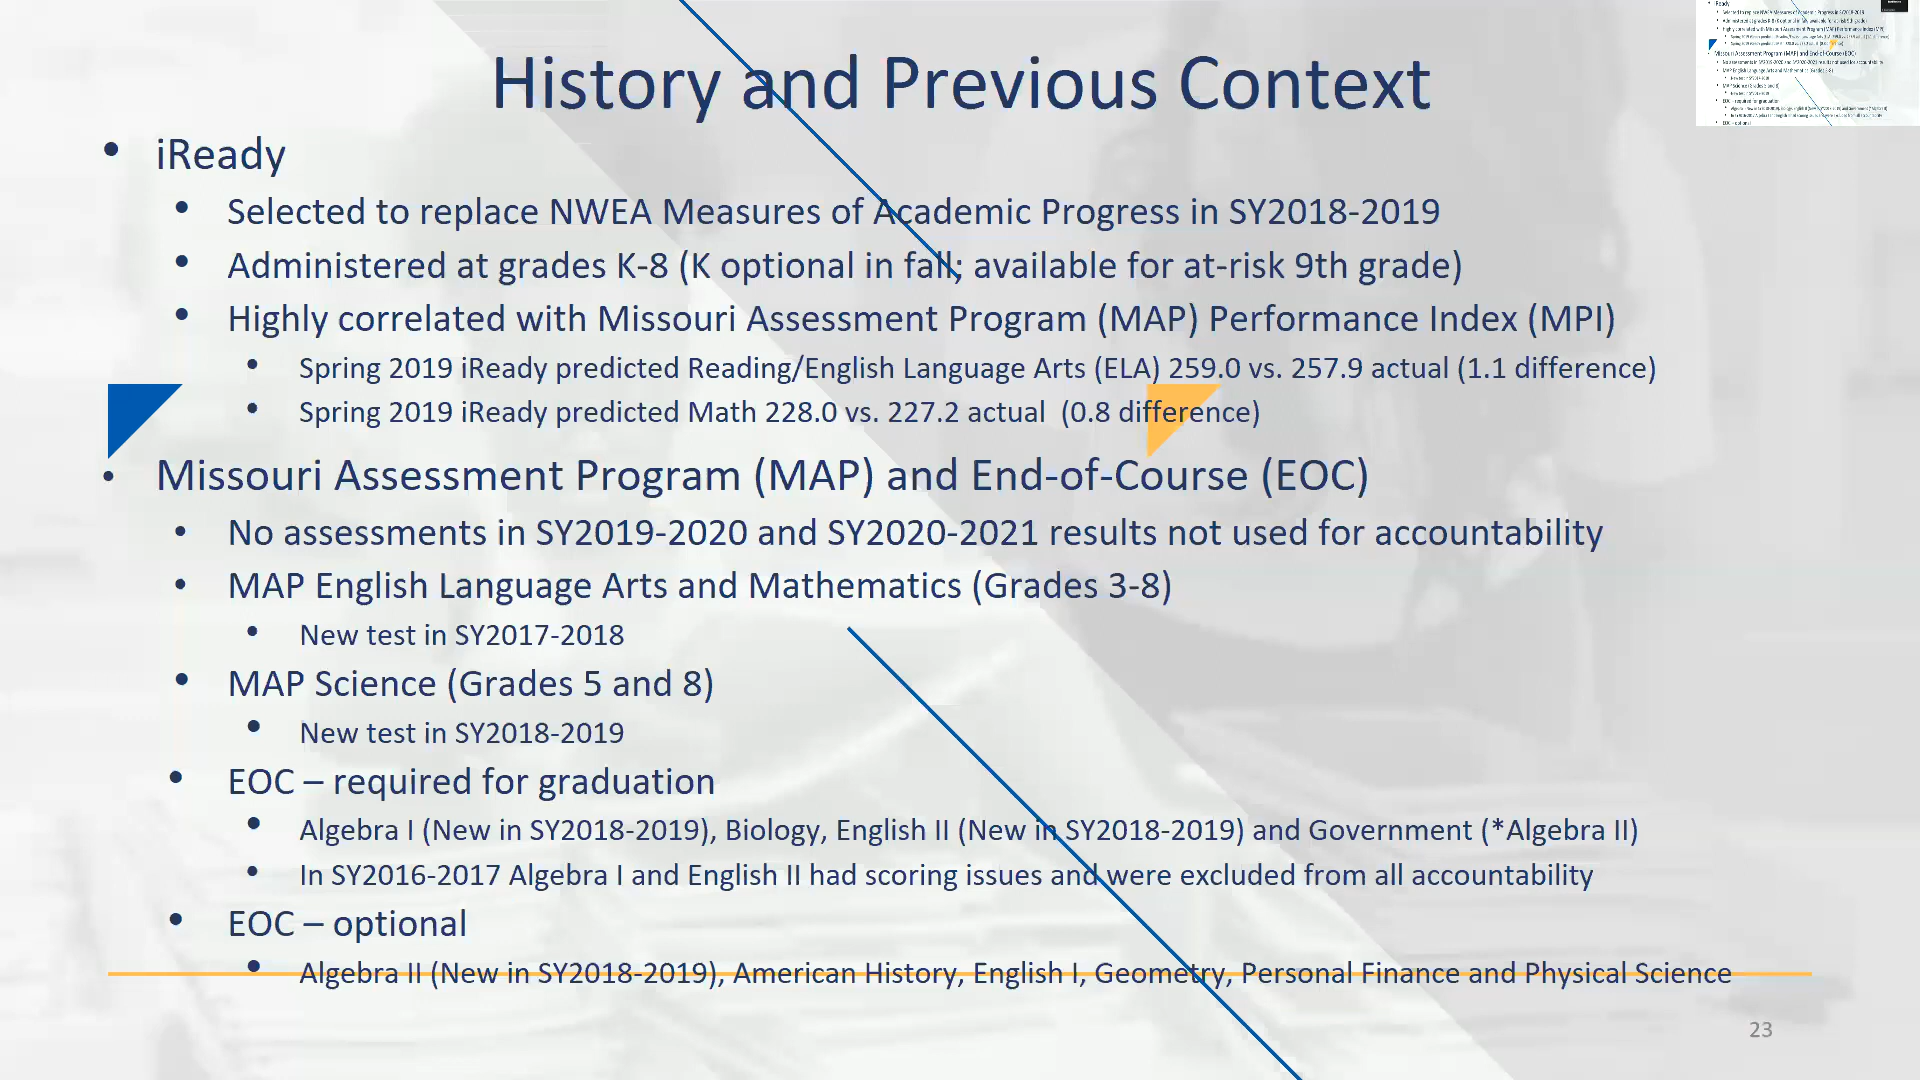 History and Previous Context
• iReady
• Selected to replace NWEA Measures of Academic Progress in SY2018-2019
• Administered at grades K-8 (K optional in fall; available for at-risk 9th grade)
• Highly correlated with Missouri Assessment Program (MAP) Performance Index (MPI)
• Spring 2019 iReady predicted Reading/English Language Arts (ELA) 259.0 vs. 257.9 actual (1.1 difference)
• Spring 2019 iReady predicted Math 228.0 vs. 227.2 actual (0.8 difference)
• Missouri Assessment Program (MAP) and End-of-Course (EOC)
• No assessments in SY2019-2020 and SY2020-2021 results not used for accountability
• MAP English Language Arts and Mathematics (Grades 3-8)
• New test in SY2017-2018
• MAP Science (Grades 5 and 8)
• New test in SY2018-2019
• EOC – required for graduation
• Algebra I (New in SY2018-2019), Biology, English II (New in SY2018-2019) and Government (*Algebra II)
• In SY2016-2017 Algebra I and English II had scoring issues and were excluded from all accountability
• EOC – optional
• Algebra II (New in SY2018-2019), American History, English I, Geometry, Personal Finance and Physical Science
23